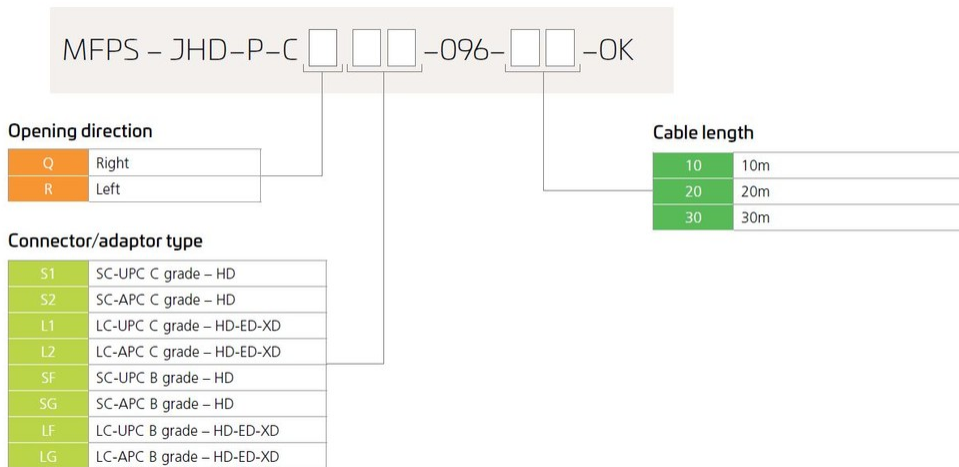 MFPS – JHD–P–C –096– –0K
Opening direction
Q Right
R Left
Cable length
10 10m
20 20m
30 30m
Connector/adaptor type
S1 SC-UPC C grade – HD
S2 SC-APC C grade – HD
L1 LC-UPC C grade – HD-ED-XD
L2 LC-APC C grade – HD-ED-XD
SF SC-UPC B grade – HD
SG SC-APC B grade – HD
LF LC-UPC B grade – HD-ED-XD
LG LC-APC B grade – HD-ED-XD